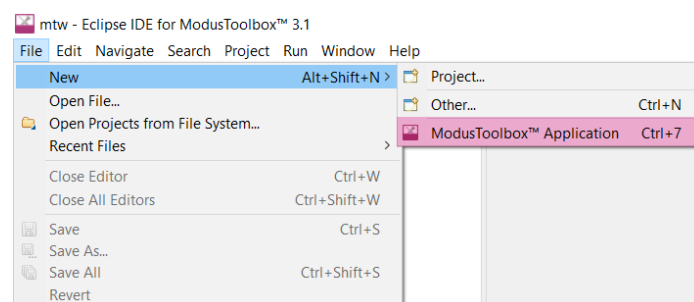 mtw - Eclipse IDE for ModusToolbox™ 3.1
File Edit Navigate Search Project Run Window Help
New Alt+Shift+N > Project...
Open File... Other... Ctrl+N
Open Projects from File System... ModusToolbox™ Application Ctrl+7
Recent Files >
Close Editor Ctrl+W
Close All Editors Ctrl+Shift+W
Save Ctrl+S
Save As...
Save All Ctrl+Shift+S
Revert